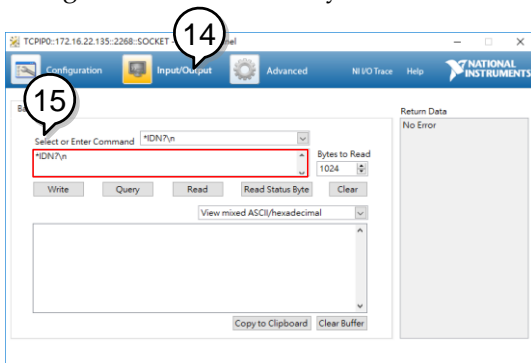 TCPIP0::172.16.22.135::2268::SOCKET -
14
Configuration
Input/Output
Advanced
NI I/O Trace
Help
NATIONAL
INSTRUMENTS
15
Return Data
No Error
Select or Enter Command *IDN?\n
*IDN?\n
Bytes to Read
1024
Write
Query
Read
Read Status Byte
Clear
View mixed ASCII/hexadecimal
Copy to Clipboard
Clear Buffer